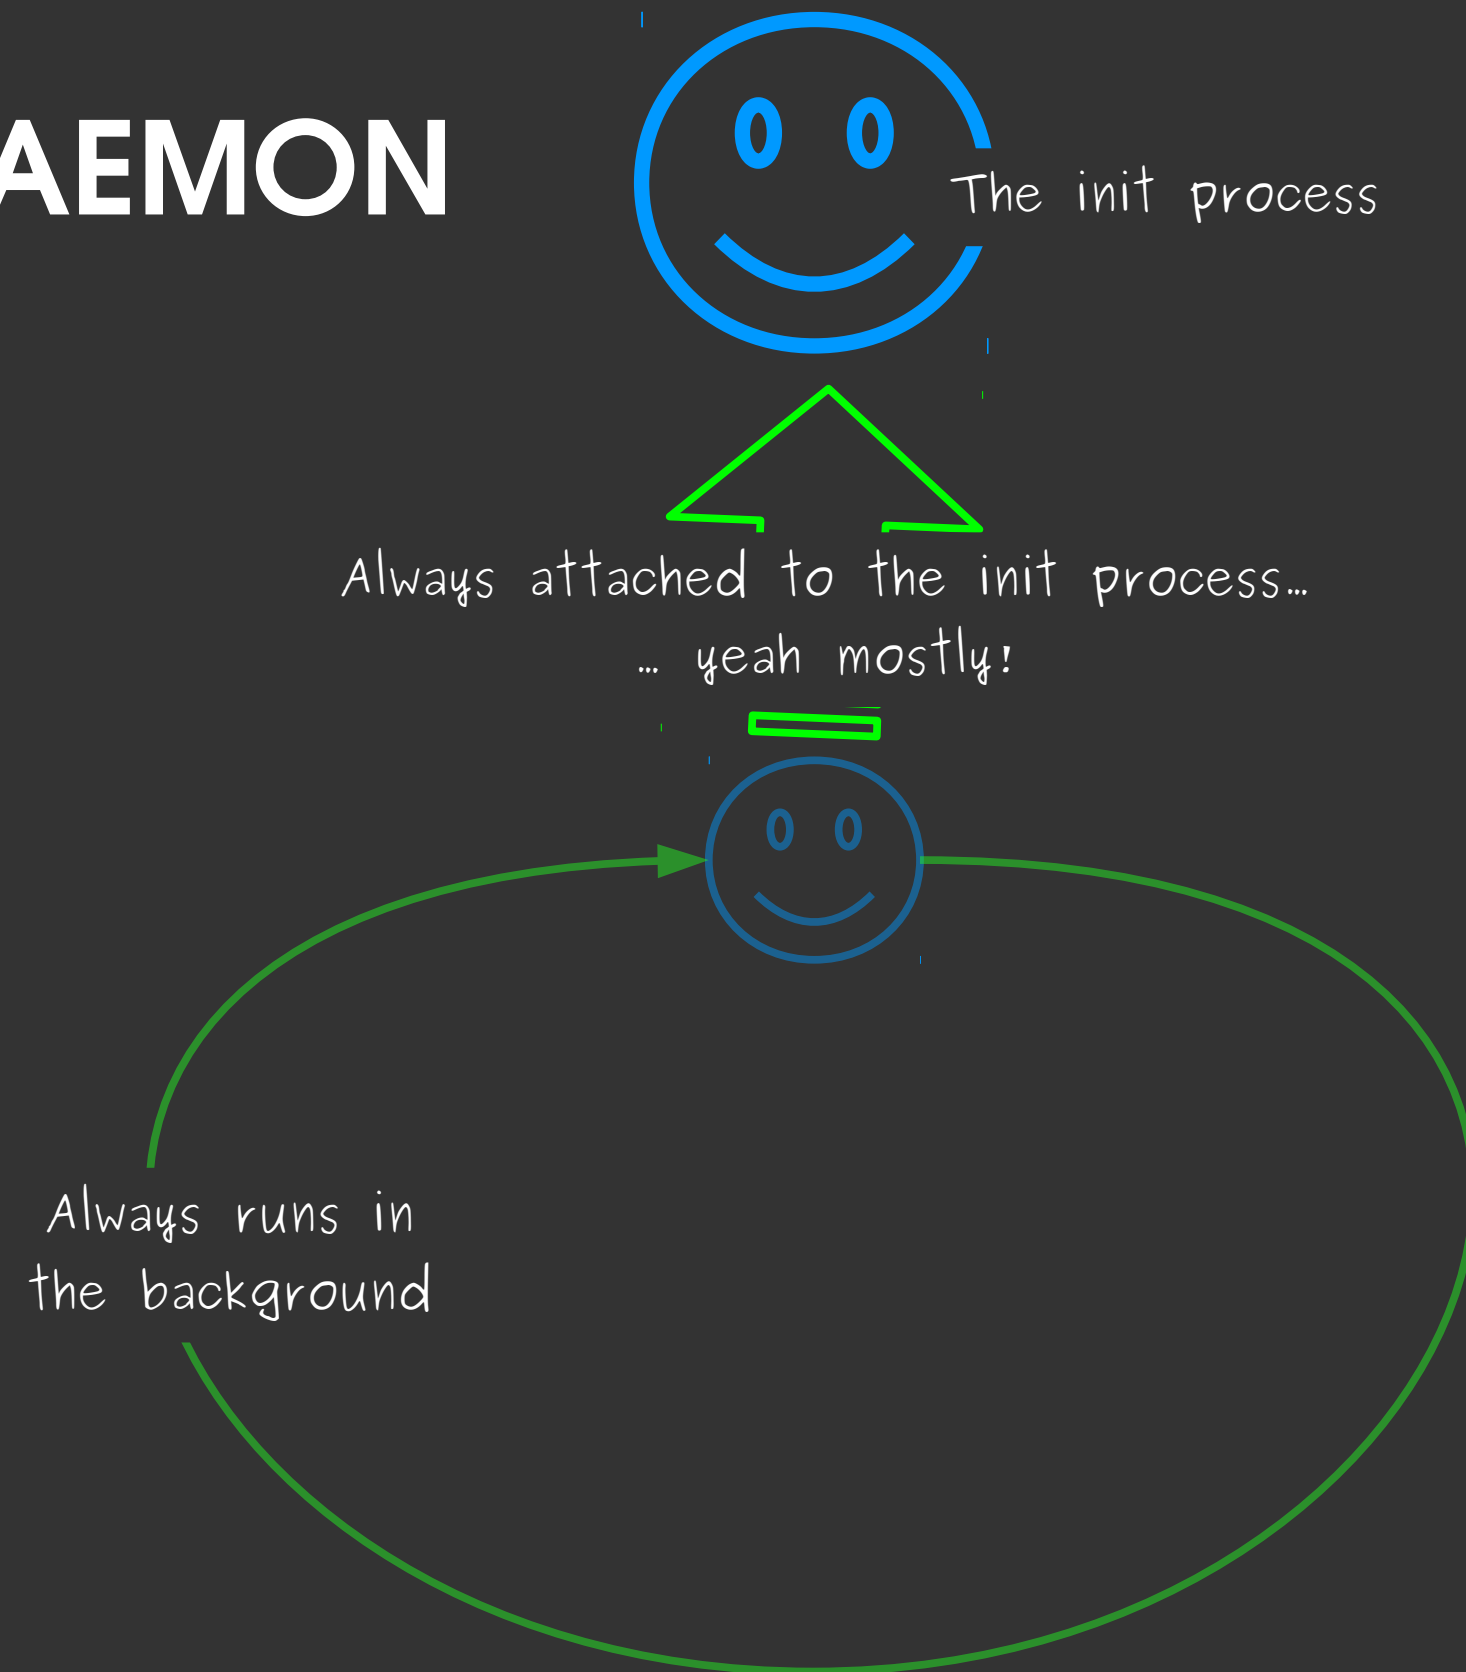 AEMON
The init process
Always attached to the init process...
... yeah mostly!
Always runs in
the background